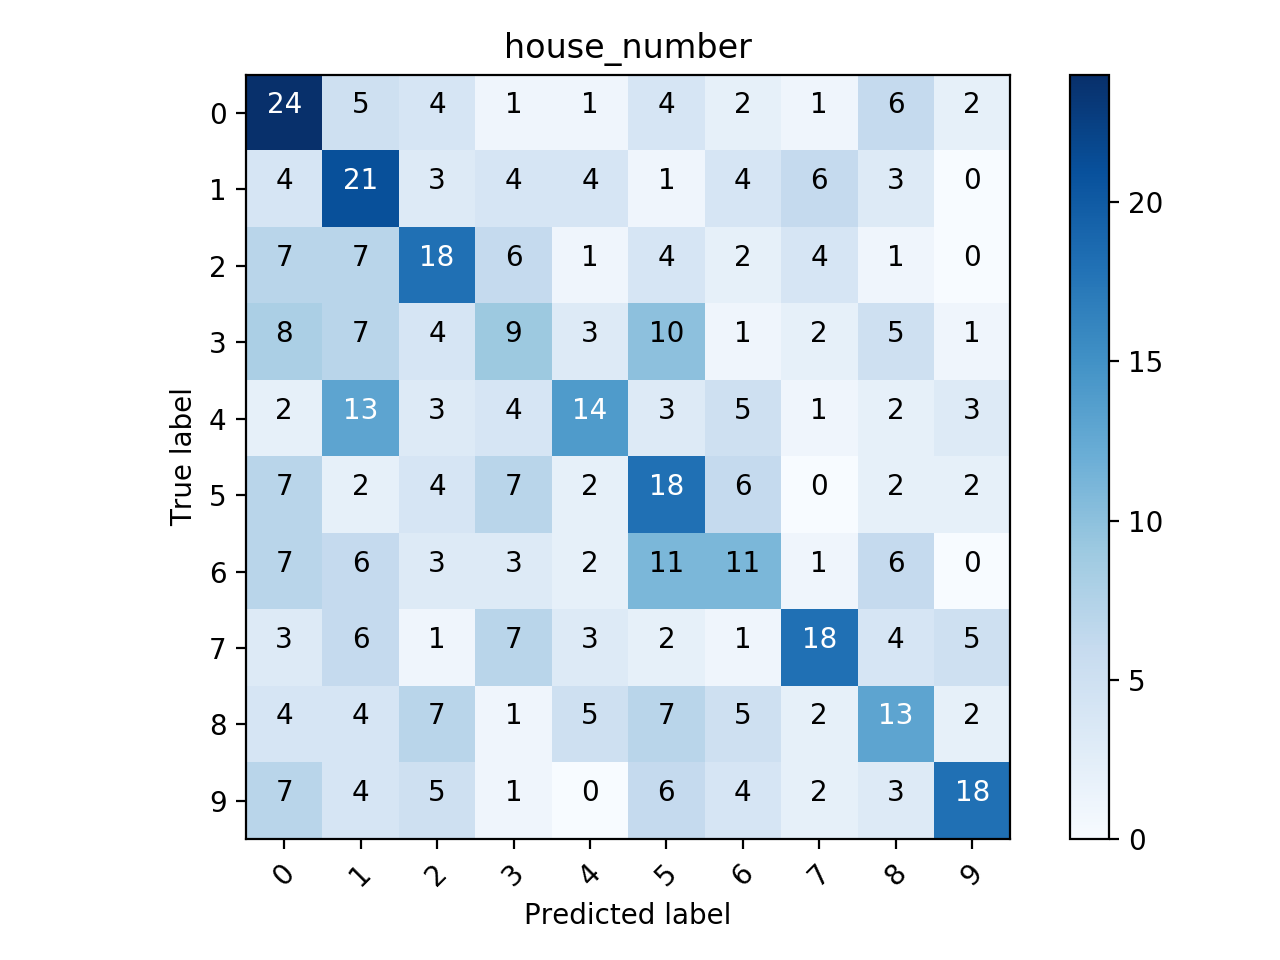 house_number
0 24 5 4 1 1 4 2 1 6 2
1 4 21 3 4 4 1 4 6 3 0
2 7 7 18 6 1 4 2 4 1 0
3 8 7 4 9 3 10 1 2 5 1
4 2 13 3 4 14 3 5 1 2 3
5 7 2 4 7 2 18 6 0 2 2
6 7 6 3 3 2 11 11 1 6 0
7 3 6 1 7 3 2 1 18 4 5
8 4 4 7 1 5 7 5 2 13 2
9 7 4 5 1 0 6 4 2 3 18
0 1 2 3 4 5 6 7 8 9
Predicted label
True label
20
15
10
5
0